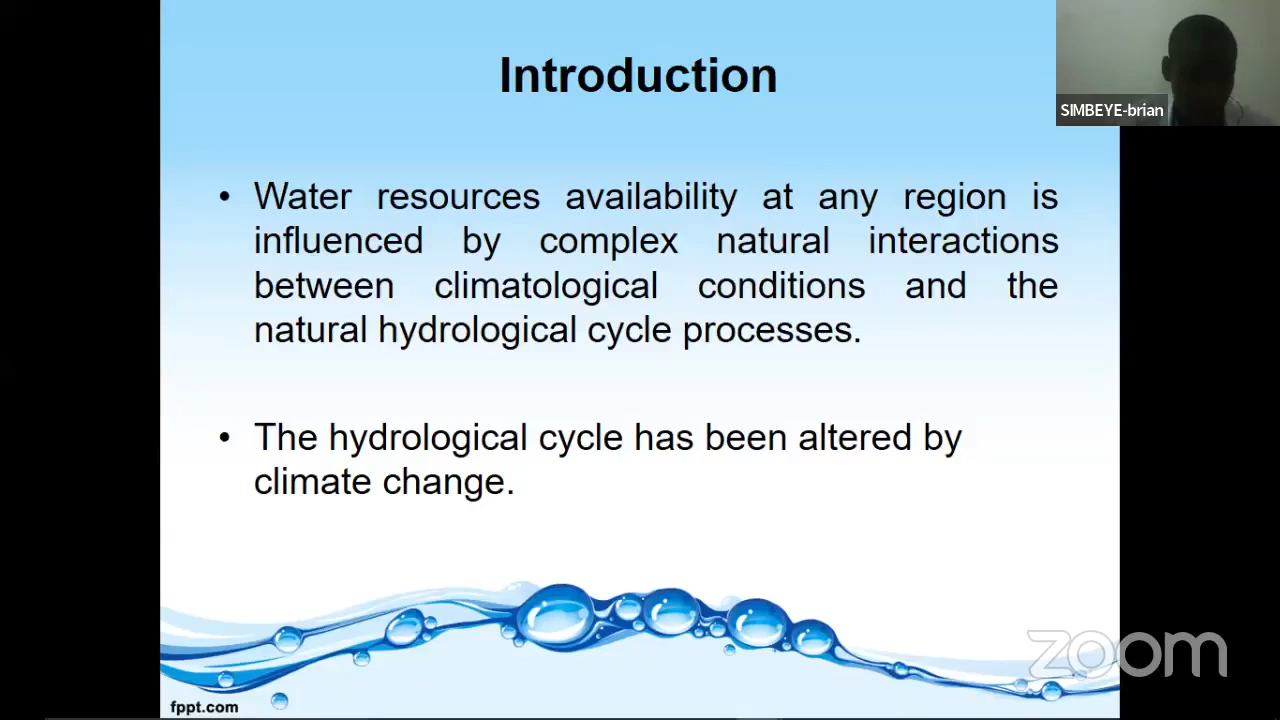 Introduction
SIMBEYE-brian
• Water resources availability at any region is
influenced by complex natural interactions
between climatological conditions and the
natural hydrological cycle processes.
• The hydrological cycle has been altered by
climate change.
zoom
fppt.com